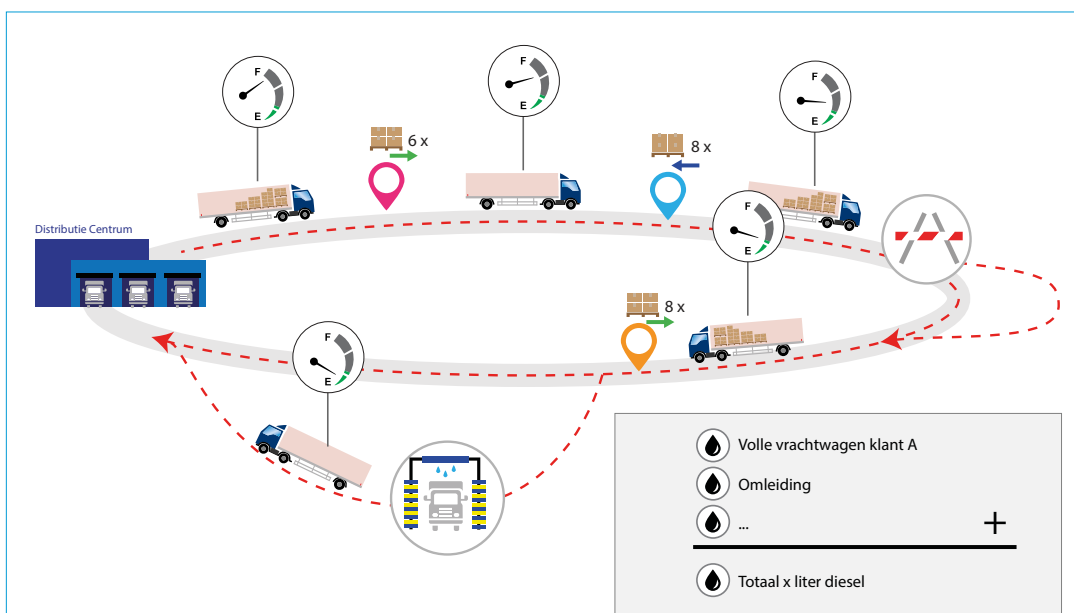 F
E
F
E
F
E
6 x
8 x
F
E
Distributie Centrum
8 x
F
E
Volle vrachtwagen klant A
Omleiding
...
+
Totaal x liter diesel